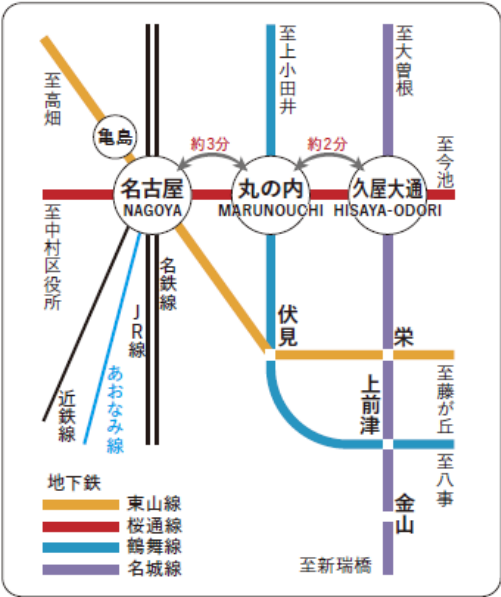 至高畑
亀島
至上小田井
至大曽根
約3分
約2分
至今池
名古屋
NAGOYA
丸の内
MARUNOUCHI
久屋大通
HISAYA-ODORI
至中村区役所
名鉄線
JR線
あおなみ線
近鉄線
伏見
栄
上前津
至藤が丘
至八事
金山
至新瑞橋
地下鉄
東山線
桜通線
鶴舞線
名城線